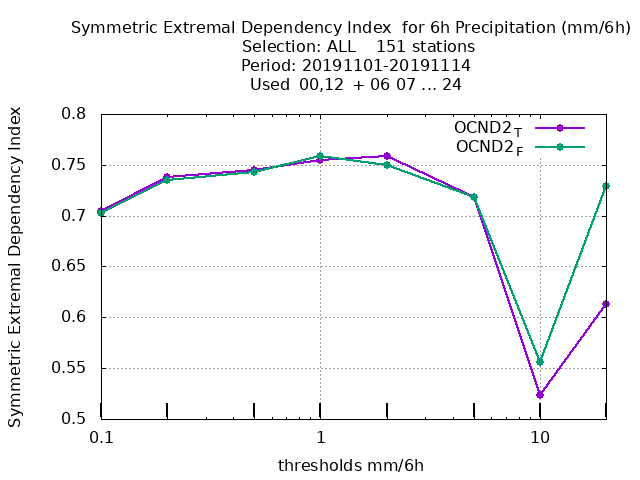 Symmetric Extremal Dependency Index  for 6h Precipitation (mm/6h)
Selection: ALL    151 stations
Period: 20191101-20191114
Used  00,12  + 06 07 ... 24
Symmetric Extremal Dependency Index
0.8
0.75
0.7
0.65
0.6
0.55
0.5
OCND2T
OCND2F
0.1 1 10
thresholds mm/6h